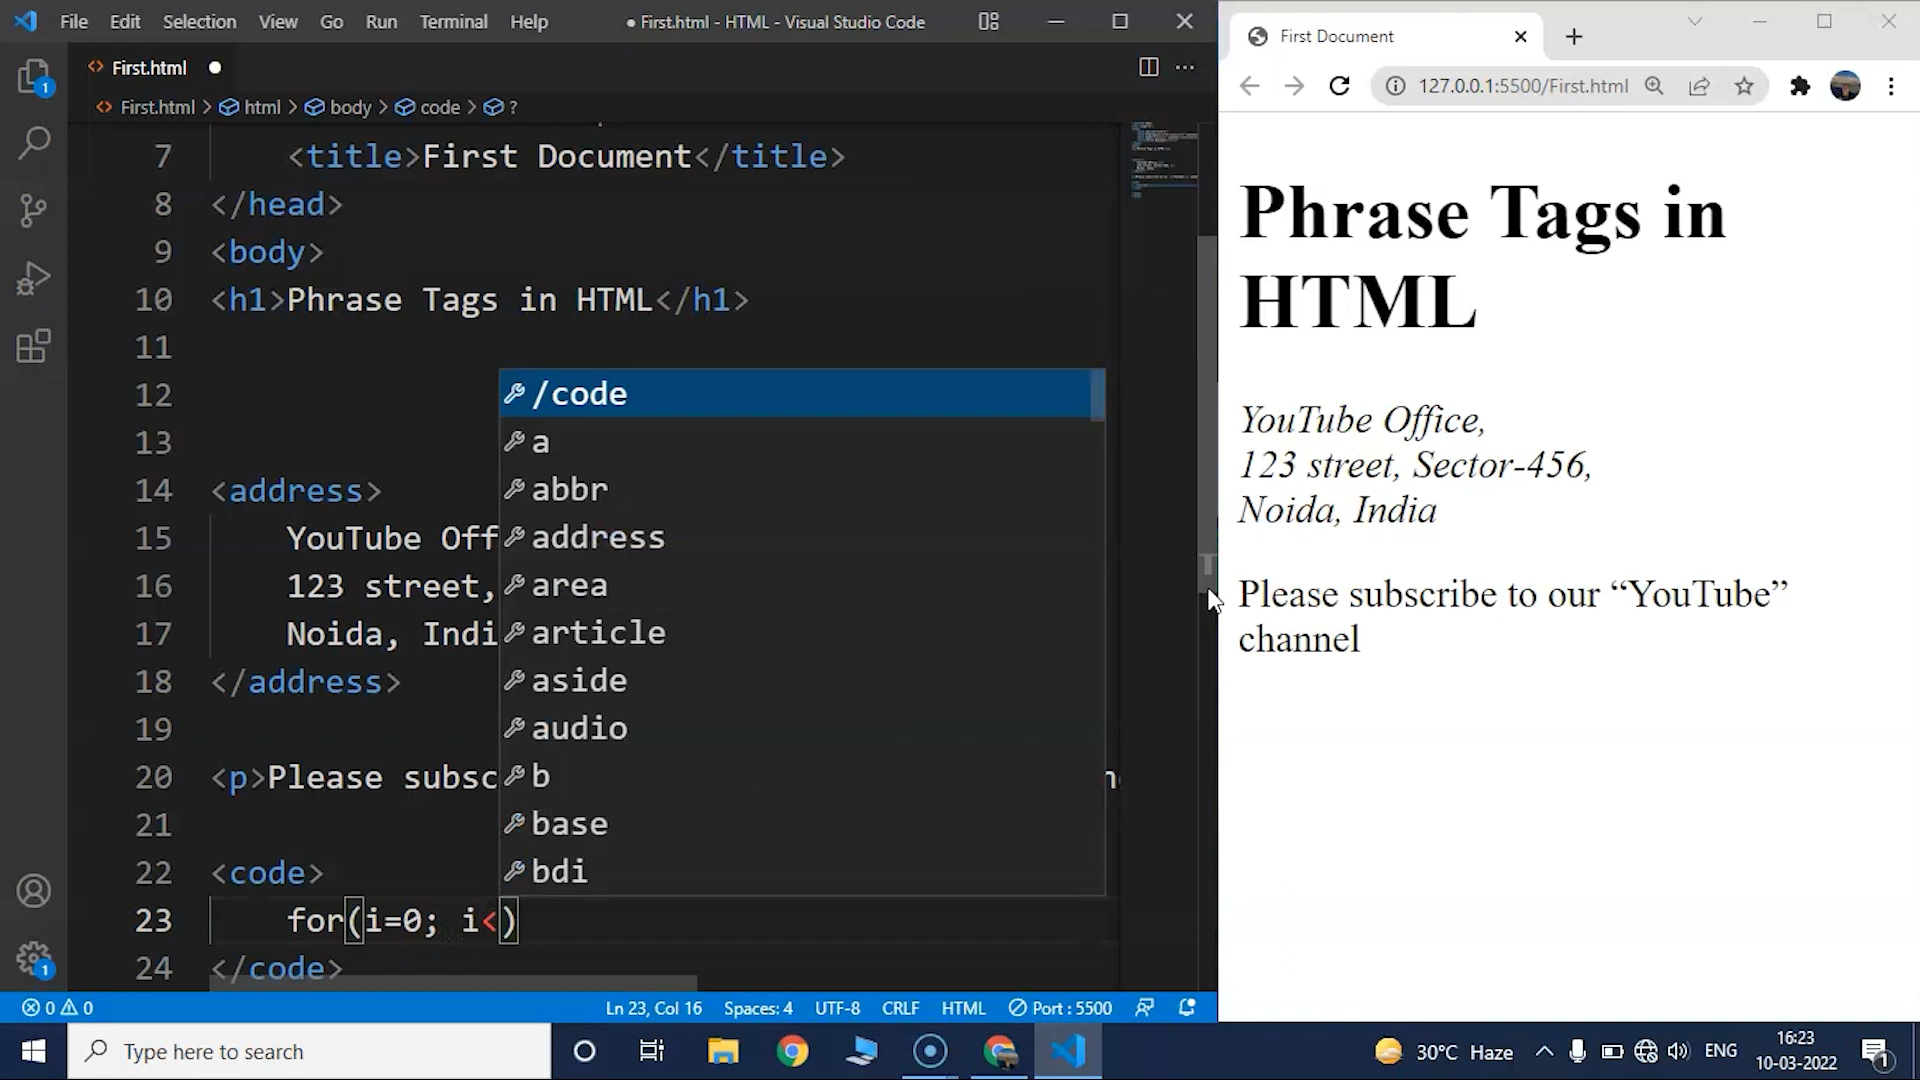 File Edit Selection View Go Run Terminal Help
● First.html - HTML - Visual Studio Code
First.html
First.html > html > body > code > ?
7 <title>First Document</title>
8 </head>
9 <body>
10 <h1>Phrase Tags in HTML</h1>
11
12
13
14 <address>
15 YouTube Off
16 123 street,
17 Noida, Indi
18 </address>
19
20 <p>Please subsc
21
22 <code>
23 for(i=0; i<)
24 </code>
/code
a
abbr
address
area
article
aside
audio
b
base
bdi
1
1
0 0
Ln 23, Col 16 Spaces: 4 UTF-8 CRLF HTML Port : 5500
First Document
127.0.0.1:5500/First.html
Phrase Tags in
HTML
YouTube Office,
123 street, Sector-456,
Noida, India
Please subscribe to our “YouTube”
channel
Type here to search
30°C Haze
ENG
16:23
10-03-2022
1